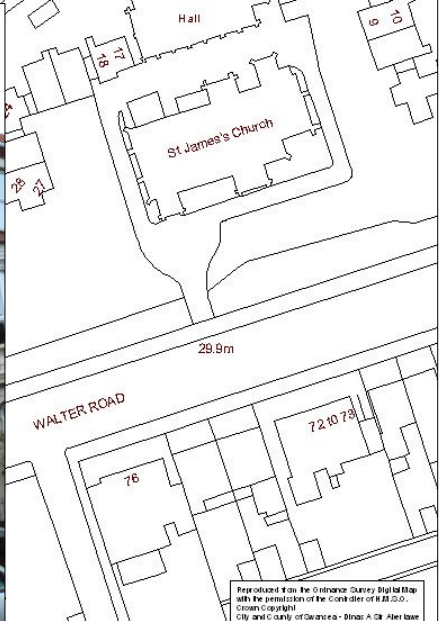 Hall
17
18
9
10
St James's Church
28
27
29.9m
WALTER ROAD
72 to 73
76
Reproduced from the Ordnance Survey Digital Map
with the permission of the Controller of H.M.S.O.
Crown Copyright
City and County of Swansea - Dinas A Sir Abertawe